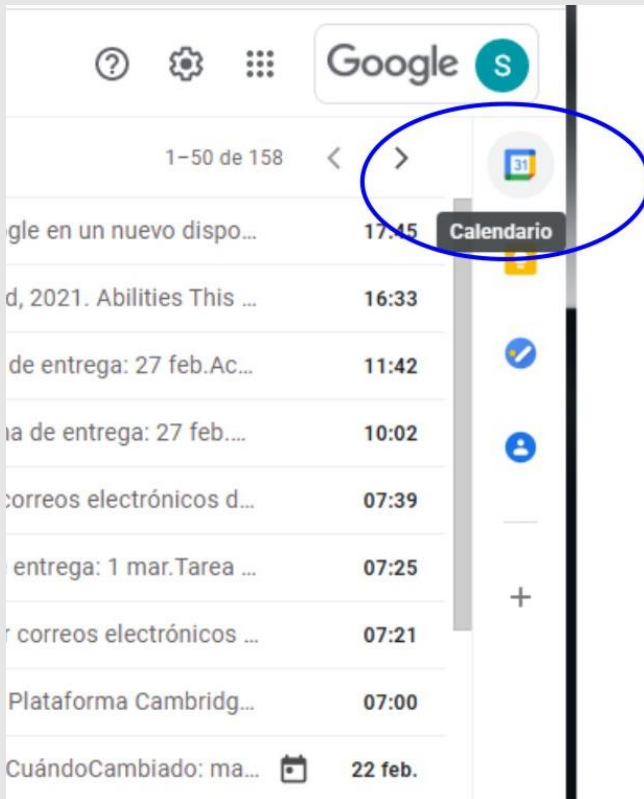 Google S
1–50 de 158
31
gle en un nuevo dispo... 17:45
Calendario
d, 2021. Abilities This ... 16:33
de entrega: 27 feb.Ac... 11:42
a de entrega: 27 feb.... 10:02
correos electrónicos d... 07:39
entrega: 1 mar.Tarea ... 07:25
r correos electrónicos ... 07:21
Plataforma Cambridg... 07:00
CuándoCambiado: ma... 22 feb.